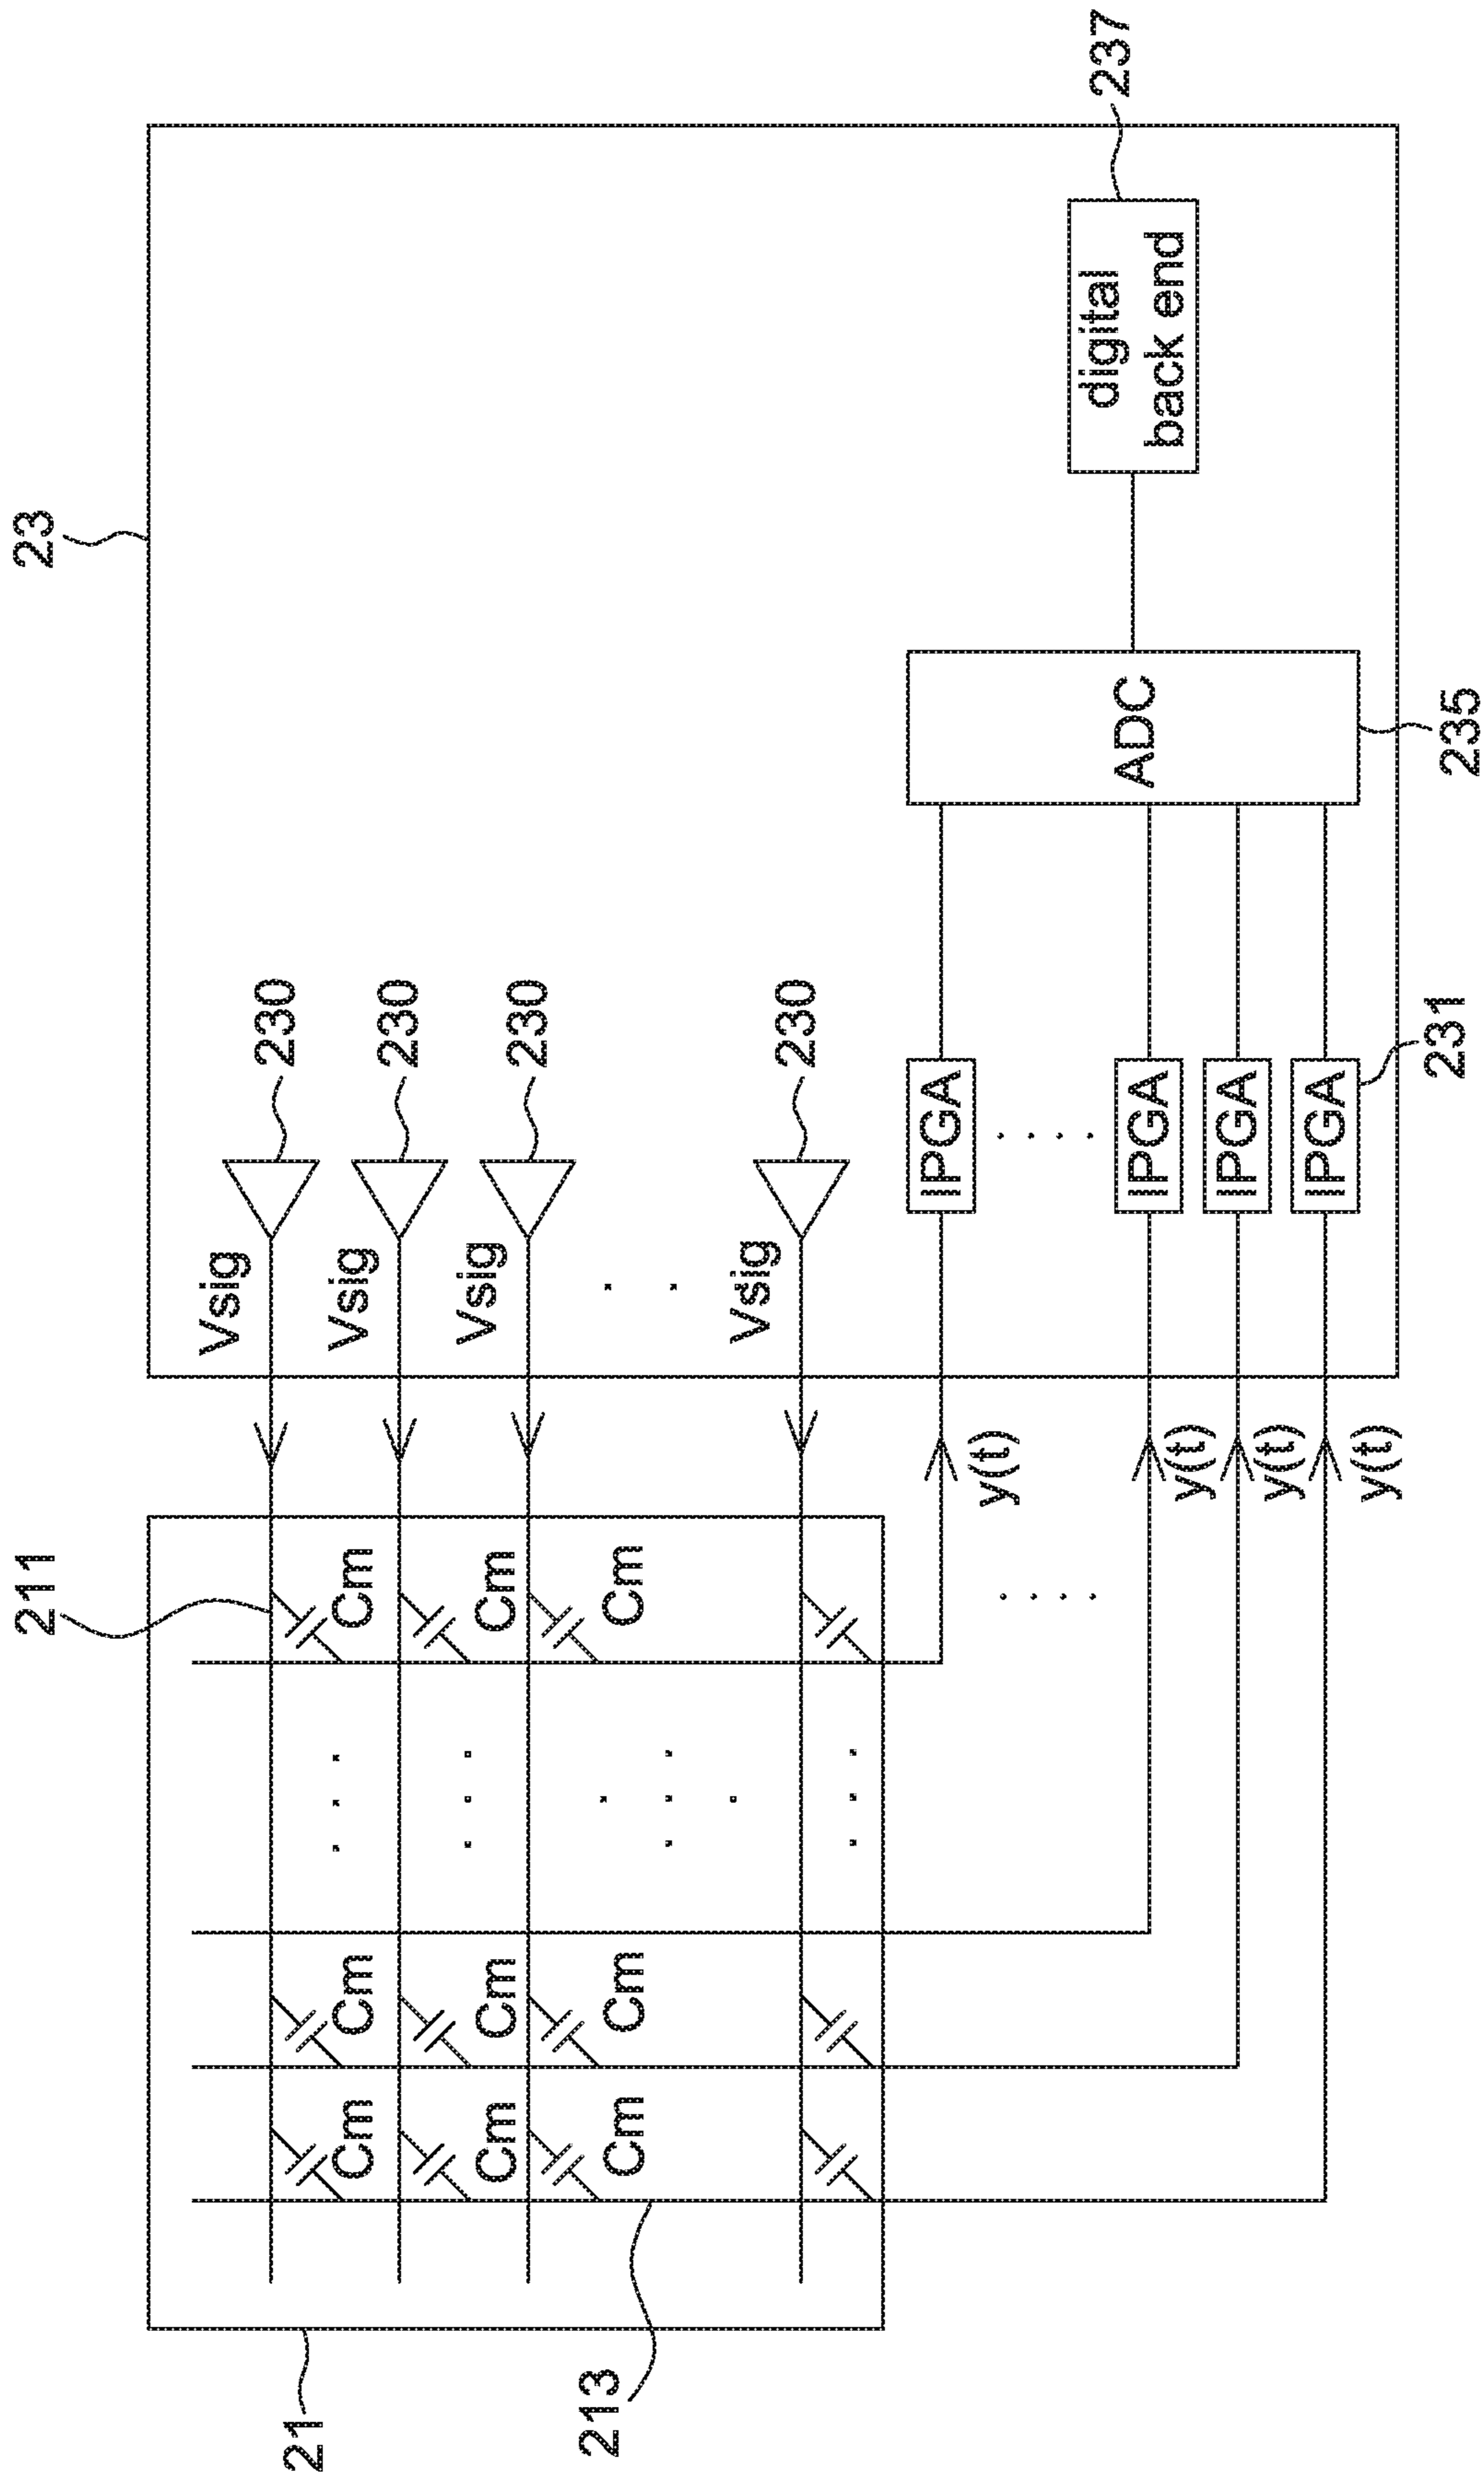 211
23
Vsig
230
21
Cm
Cm
Cm
Vsig
230
Cm
Cm
Cm
Vsig
230
213
Cm
Cm
Cm
Vsig
230
IPGA
y(t)
237
digital
back end
ADC
IPGA
y(t)
IPGA
y(t)
IPGA
y(t)
231
235